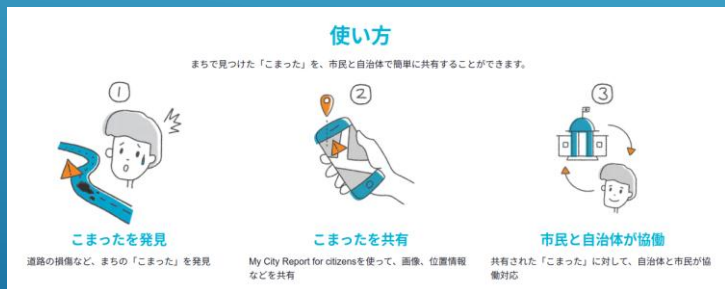 使い方
まちで見つけた「こまった」を、市民と自治体で簡単に共有することができます。
①
②
③
こまったを発見
道路の損傷など、まちの「こまった」を発見
こまったを共有
My City Report for citizensを使って、画像、位置情報
などを共有
市民と自治体が協働
共有された「こまった」に対して、自治体と市民が協
働対応